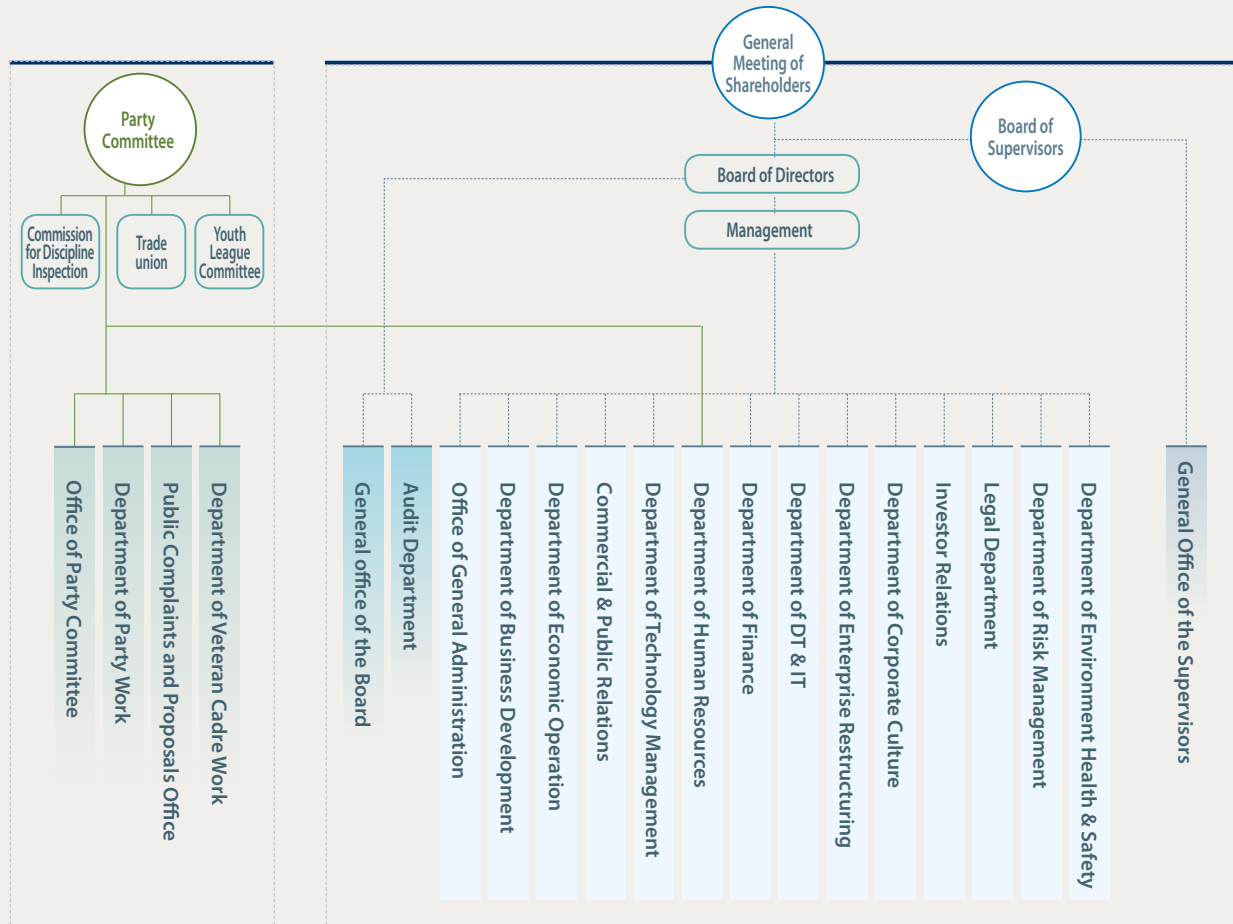 General
Meeting of
Shareholders
Party
Committee
Board of
Supervisors
Board of Directors
Management
Commission
for Discipline
Inspection
Trade
union
Youth
League
Committee
Office of Party Committee
Department of Party Work
Public Complaints and Proposals Office
Department of Veteran Cadre Work
General office of the Board
Audit Department
Office of General Administration
Department of Business Development
Department of Economic Operation
Commercial & Public Relations
Department of Technology Management
Department of Human Resources
Department of Finance
Department of DT & IT
Department of Enterprise Restructuring
Department of Corporate Culture
Investor Relations
Legal Department
Department of Risk Management
Department of Environment Health & Safety
General Office of the Supervisors